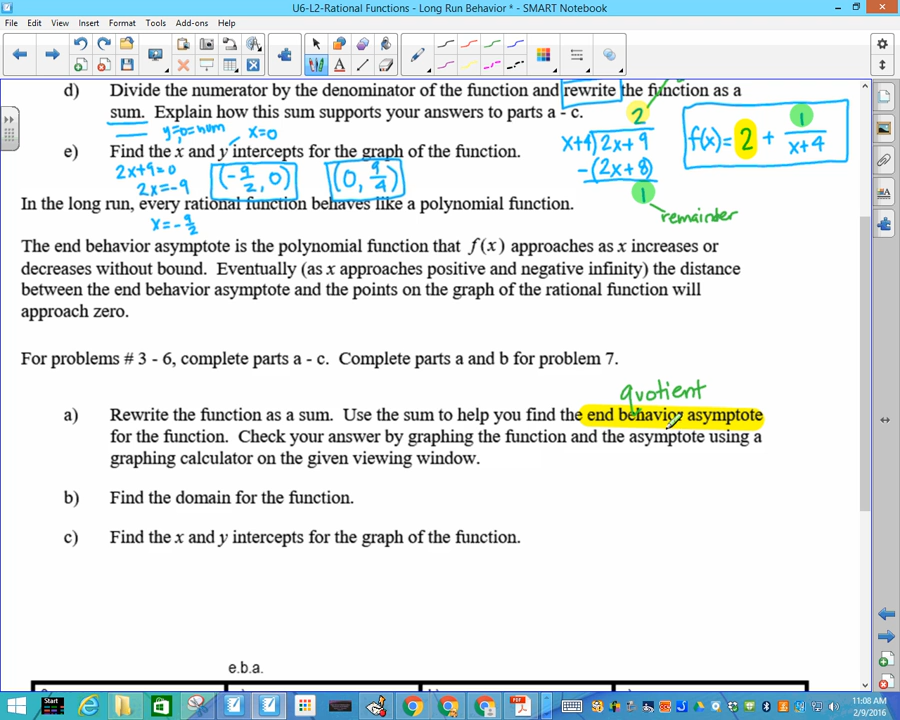 U6-L2-Rational Functions - Long Run Behavior * - SMART Notebook
File Edit View Insert Format Tools Add-ons Help
d) Divide the numerator by the denominator of the function and rewrite the function as a
sum. Explain how this sum supports your answers to parts a - c.
y=0=num x=0
e) Find the x and y intercepts for the graph of the function.
2x+9=0
2x=-9
x=-9/2
(-9/2, 0) (0, 9/4)
2
x+4)2x+9
-(2x+8)
1
remainder
f(x)= 2 + 1/(x+4)
In the long run, every rational function behaves like a polynomial function.
The end behavior asymptote is the polynomial function that f(x) approaches as x increases or
decreases without bound. Eventually (as x approaches positive and negative infinity) the distance
between the end behavior asymptote and the points on the graph of the rational function will
approach zero.
For problems # 3 - 6, complete parts a - c. Complete parts a and b for problem 7.
quotient
a) Rewrite the function as a sum. Use the sum to help you find the end behavior asymptote
for the function. Check your answer by graphing the function and the asymptote using a
graphing calculator on the given viewing window.
b) Find the domain for the function.
c) Find the x and y intercepts for the graph of the function.
e.b.a.
Start
11:08 AM
2/9/2016